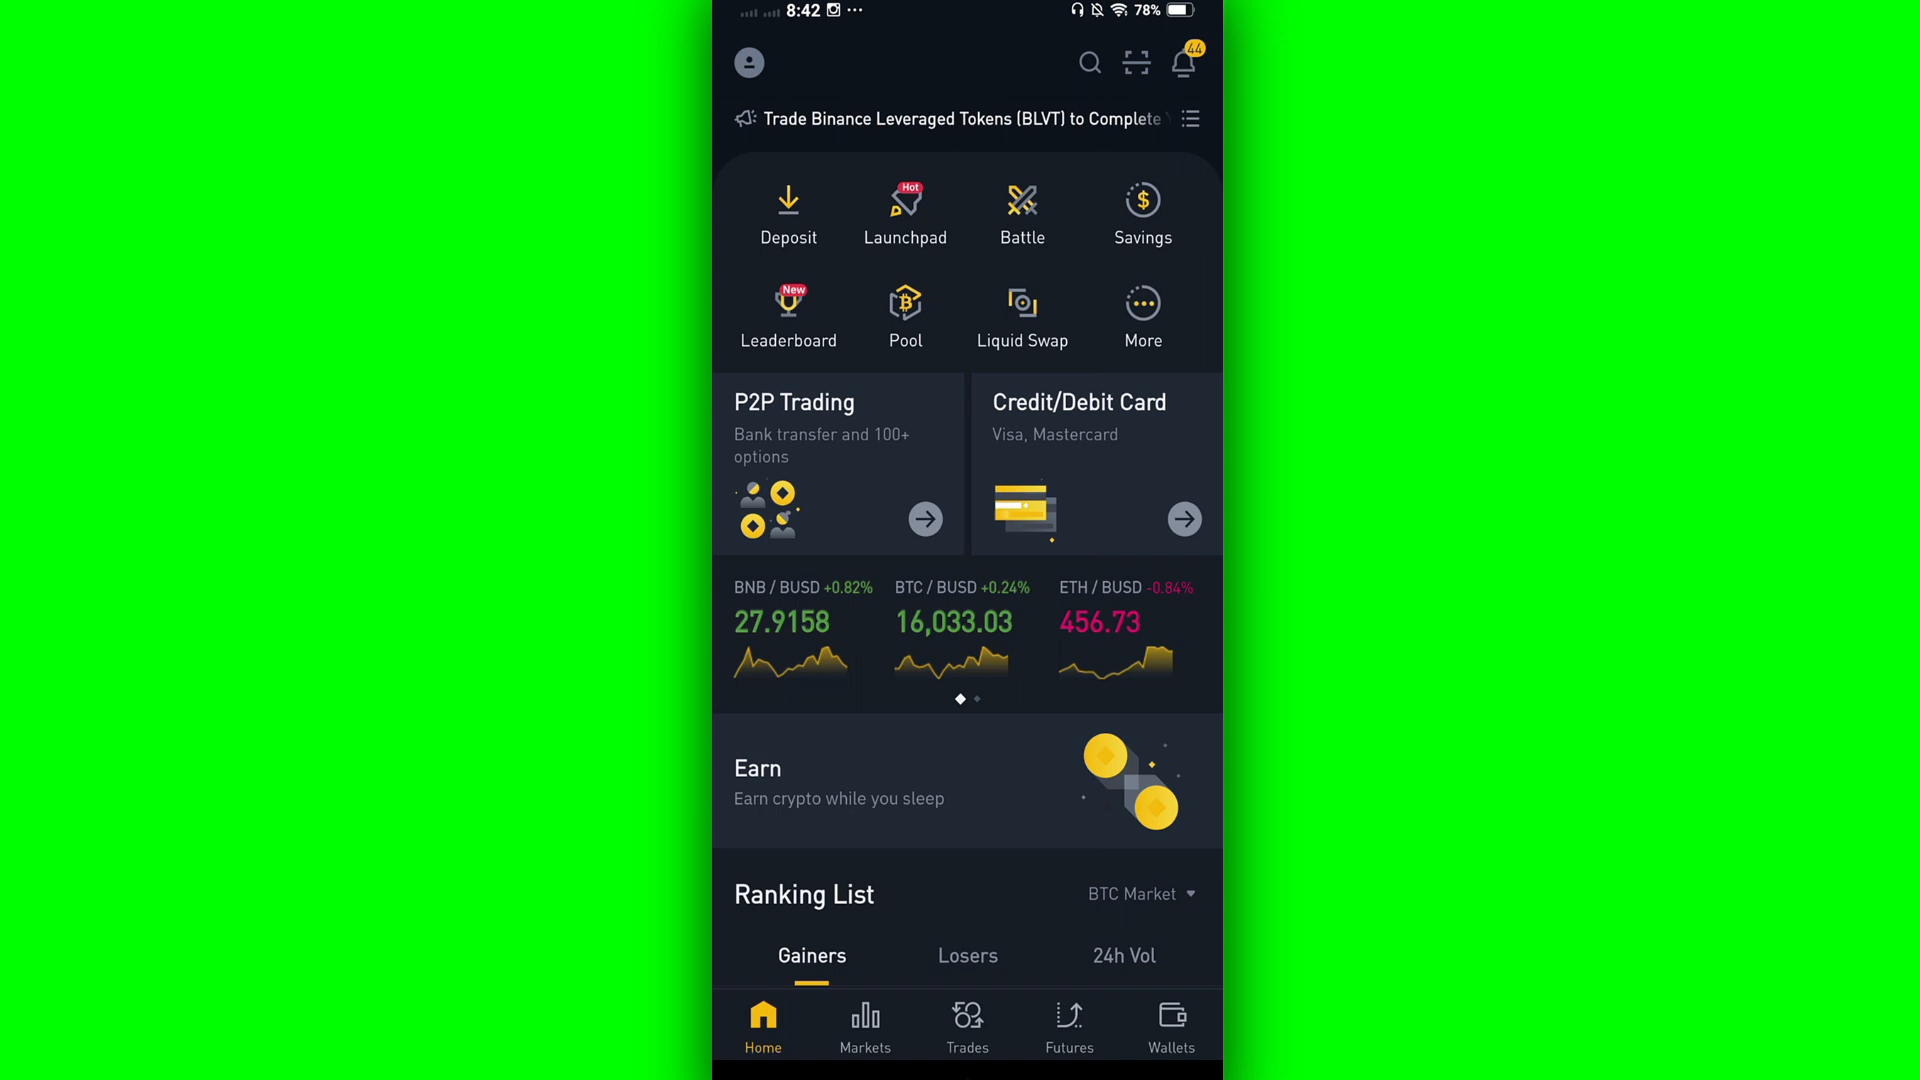 8:42 78%
44
Trade Binance Leveraged Tokens (BLVT) to Complete
Hot
Deposit Launchpad Battle Savings
New
Leaderboard Pool Liquid Swap More
P2P Trading
Bank transfer and 100+
options
Credit/Debit Card
Visa, Mastercard
BNB / BUSD +0.82% BTC / BUSD +0.24% ETH / BUSD -0.84%
27.9158 16,033.03 456.73
Earn
Earn crypto while you sleep
Ranking List BTC Market
Gainers Losers 24h Vol
Home Markets Trades Futures Wallets